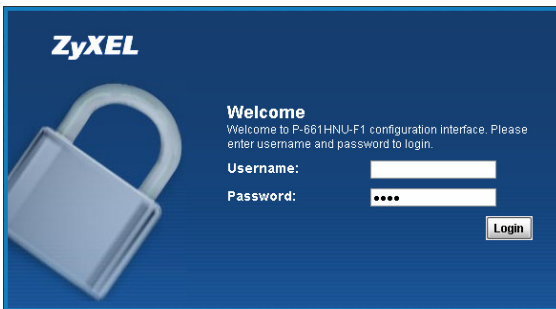 ZyXEL
Welcome
Welcome to P-661HNU-F1 configuration interface. Please
enter username and password to login.
Username:
Password: ••••
Login